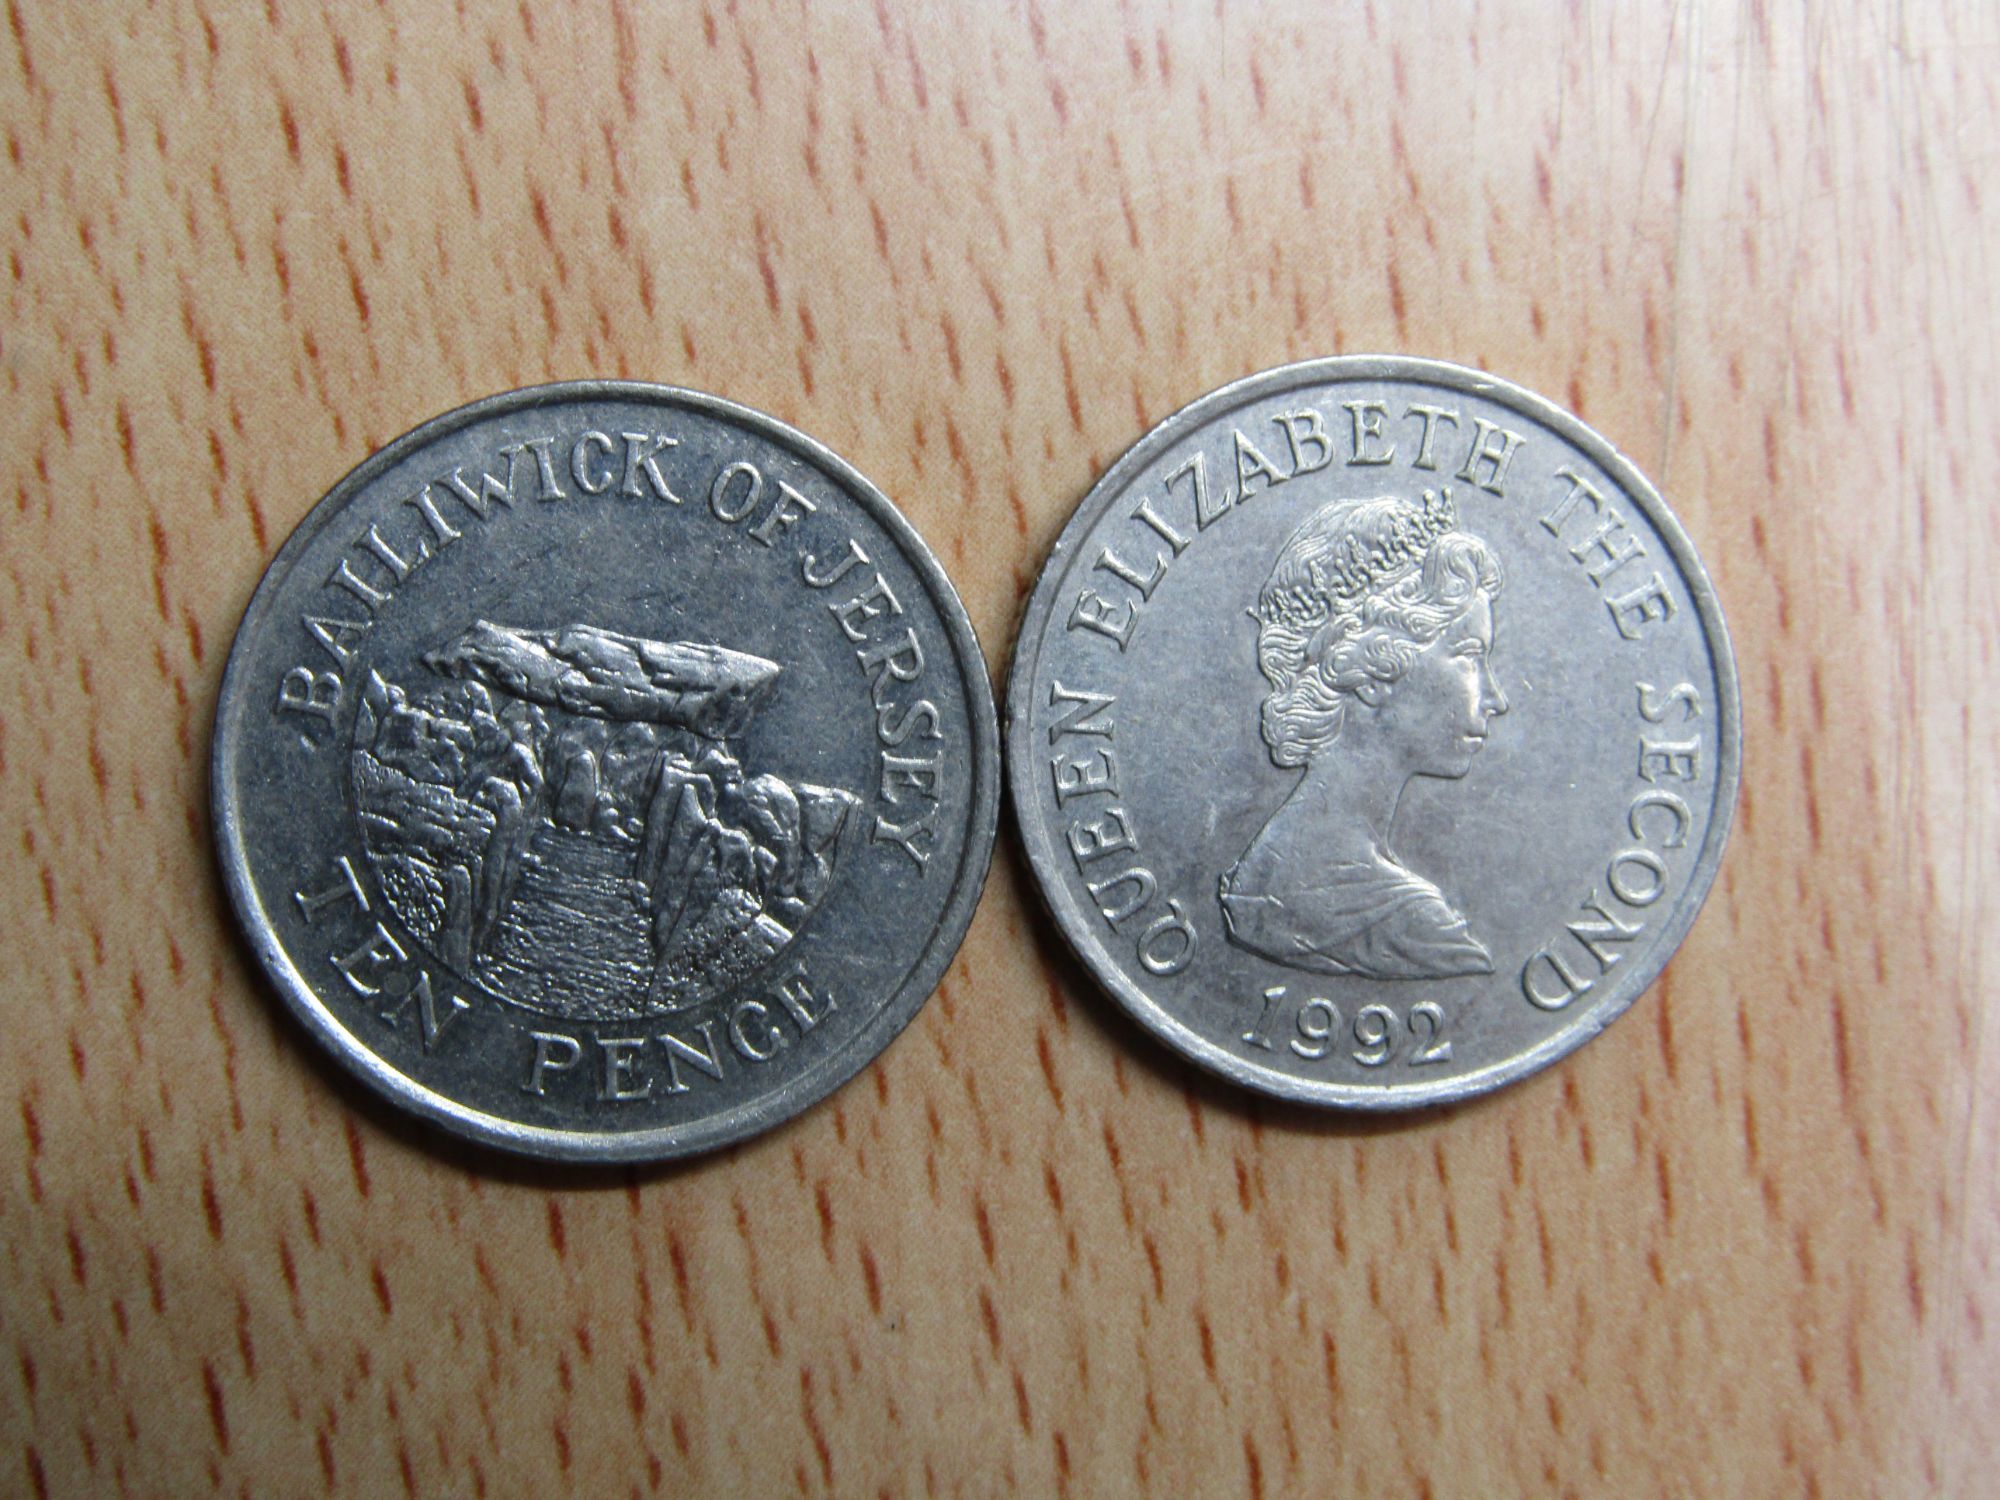 BAILIWICK OF JERSEY
TEN PENCE
QUEEN ELIZABETH THE SECOND
1992